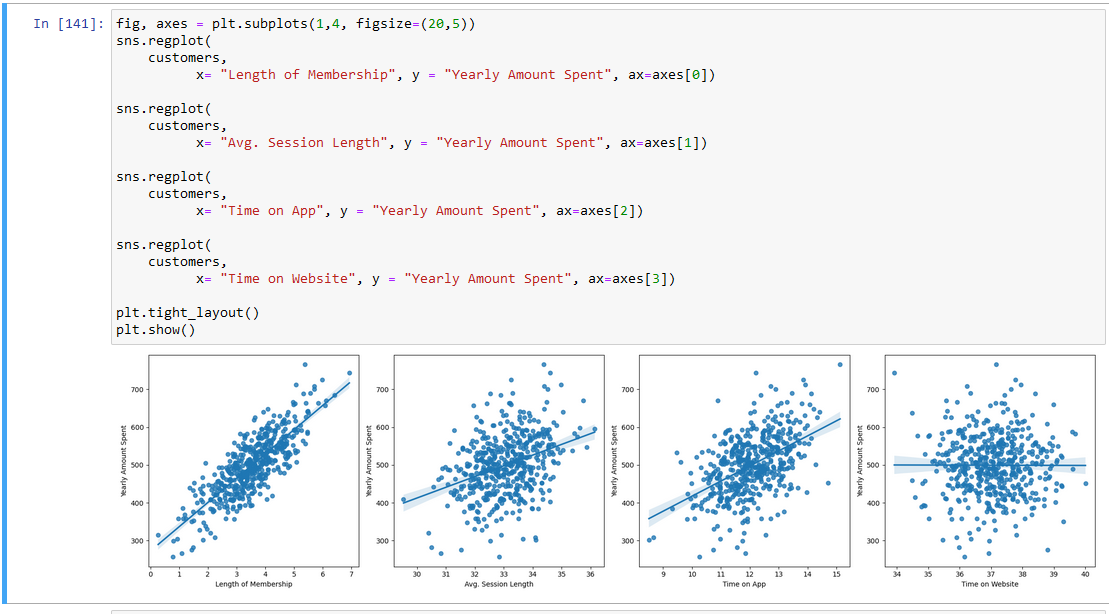 In [141]: fig, axes = plt.subplots(1,4, figsize=(20,5))
sns.regplot(
    customers,
          x= "Length of Membership", y = "Yearly Amount Spent", ax=axes[0])

sns.regplot(
    customers,
          x= "Avg. Session Length", y = "Yearly Amount Spent", ax=axes[1])

sns.regplot(
    customers,
          x= "Time on App", y = "Yearly Amount Spent", ax=axes[2])

sns.regplot(
    customers,
          x= "Time on Website", y = "Yearly Amount Spent", ax=axes[3])

plt.tight_layout()
plt.show()
Yearly Amount Spent
700
600
500
400
300
0 1 2 3 4 5 6 7
Length of Membership
Yearly Amount Spent
700
600
500
400
300
30 31 32 33 34 35 36
Avg. Session Length
Yearly Amount Spent
700
600
500
400
300
9 10 11 12 13 14 15
Time on App
Yearly Amount Spent
700
600
500
400
300
34 35 36 37 38 39 40
Time on Website